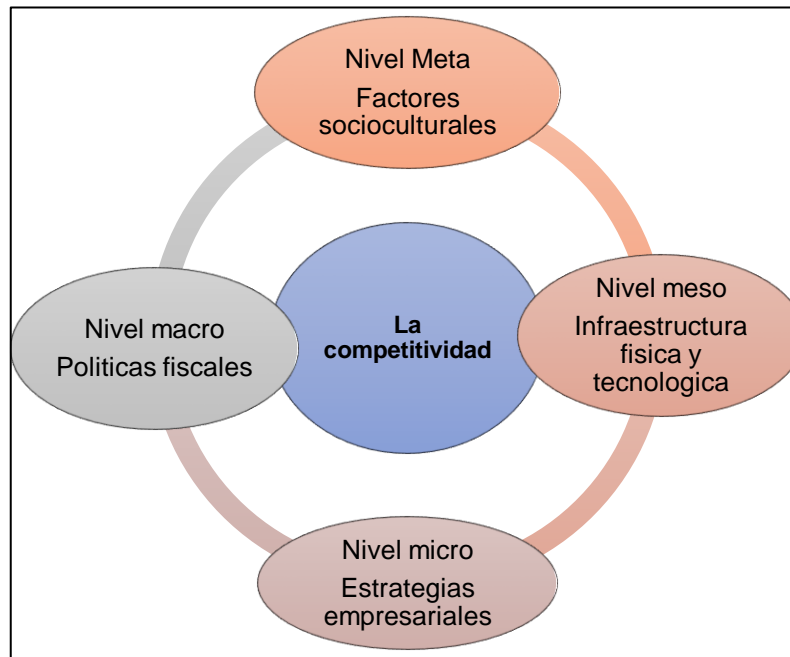 Nivel Meta
Factores
socioculturales
Nivel macro
Politicas fiscales
La
competitividad
Nivel meso
Infraestructura
fisica y
tecnologica
Nivel micro
Estrategias
empresariales